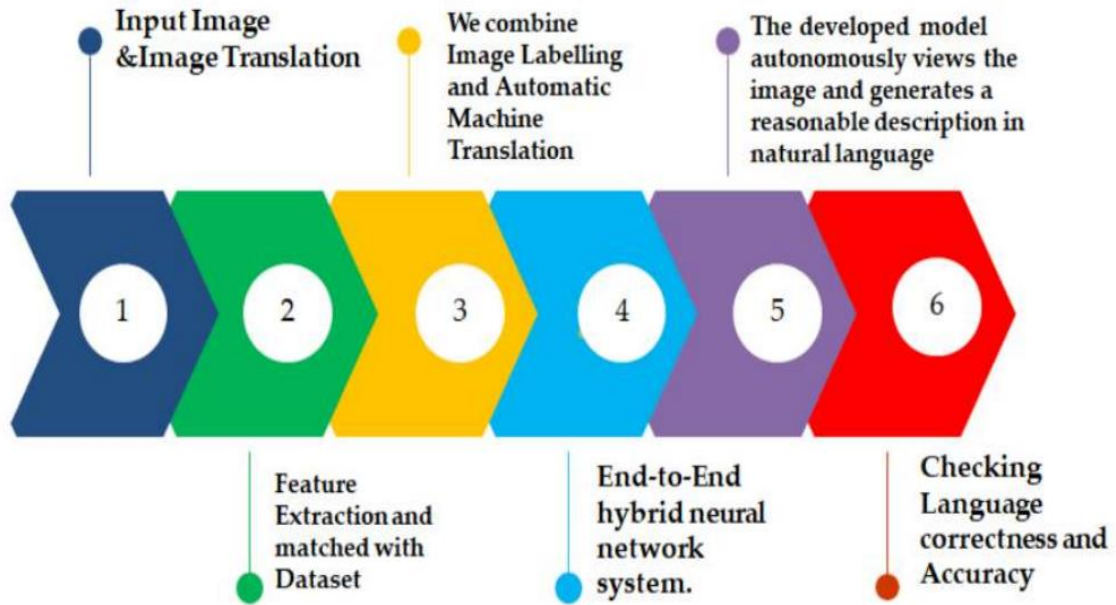 Input Image
&Image Translation
We combine
Image Labelling
and Automatic
Machine
Translation
The developed model
autonomously views the
image and generates a
reasonable description in
natural language
1
2
3
4
5
6
Feature
Extraction and
matched with
Dataset
End-to-End
hybrid neural
network
system.
Checking
Language
correctness and
Accuracy